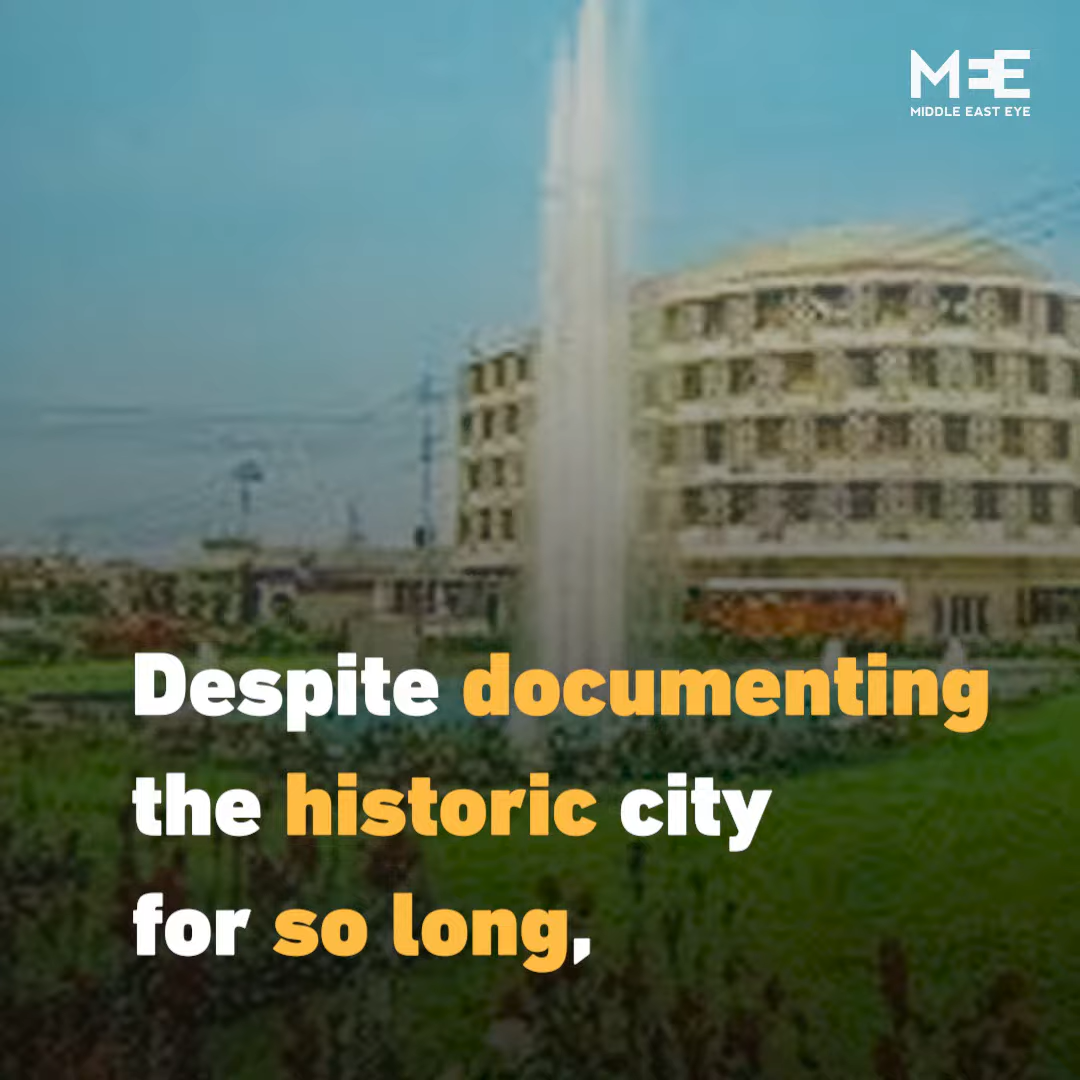 MEE
MIDDLE EAST EYE
Despite documenting
the historic city
for so long,